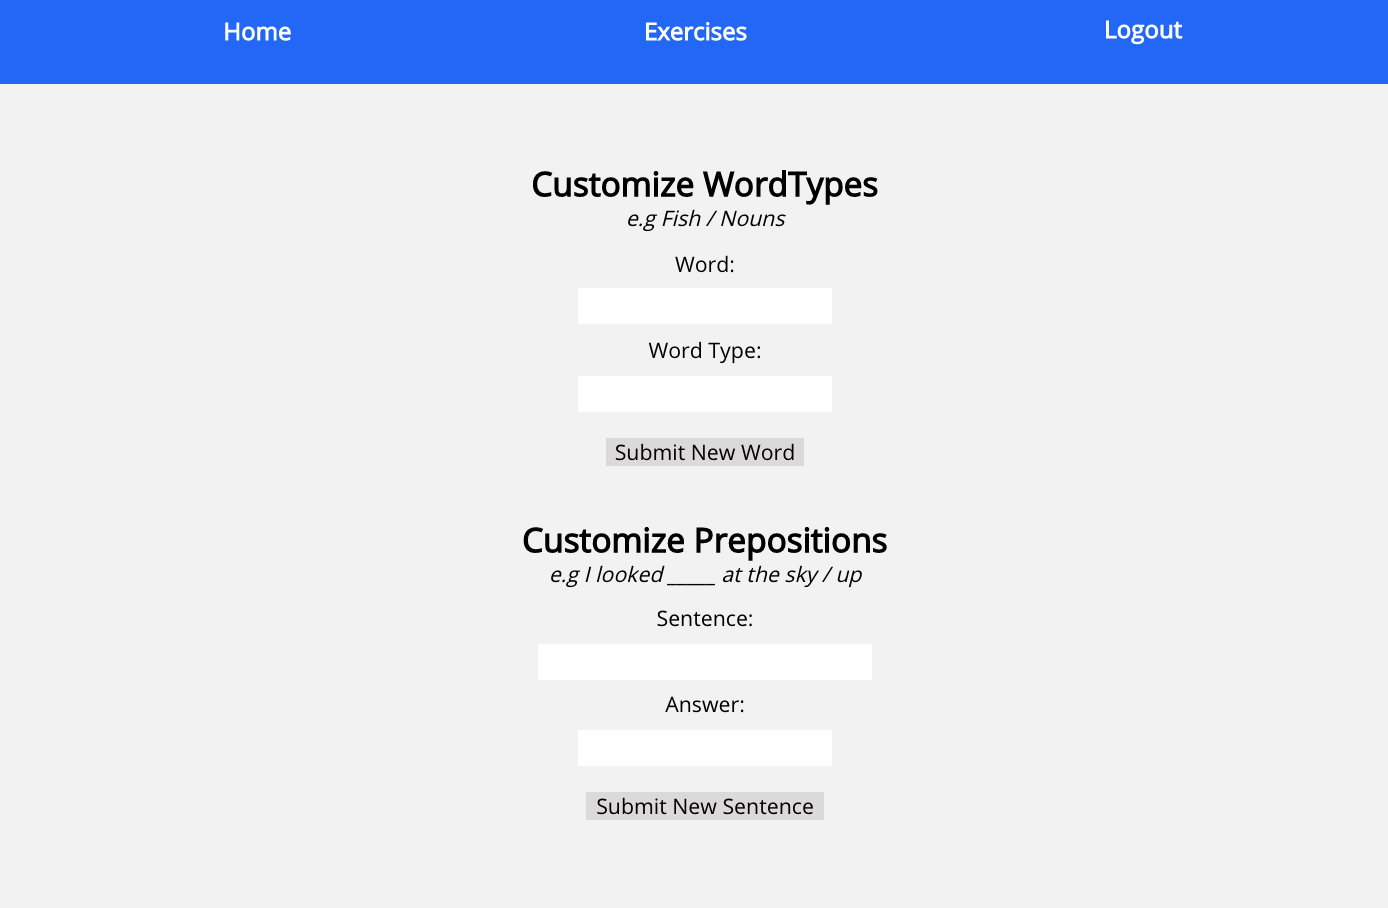 Home Exercises Logout
Customize WordTypes
e.g Fish / Nouns
Word:
Word Type:
Submit New Word
Customize Prepositions
e.g I looked _____ at the sky / up
Sentence:
Answer:
Submit New Sentence